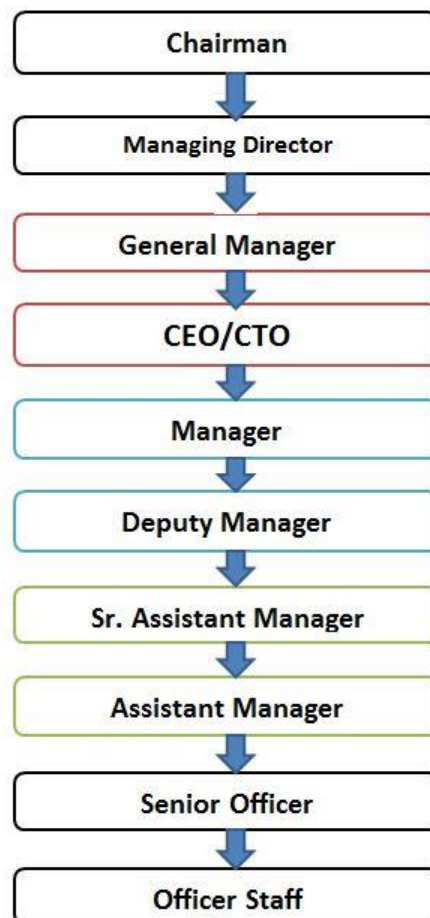 Chairman
Managing Director
General Manager
CEO/CTO
Manager
Deputy Manager
Sr. Assistant Manager
Assistant Manager
Senior Officer
Officer Staff